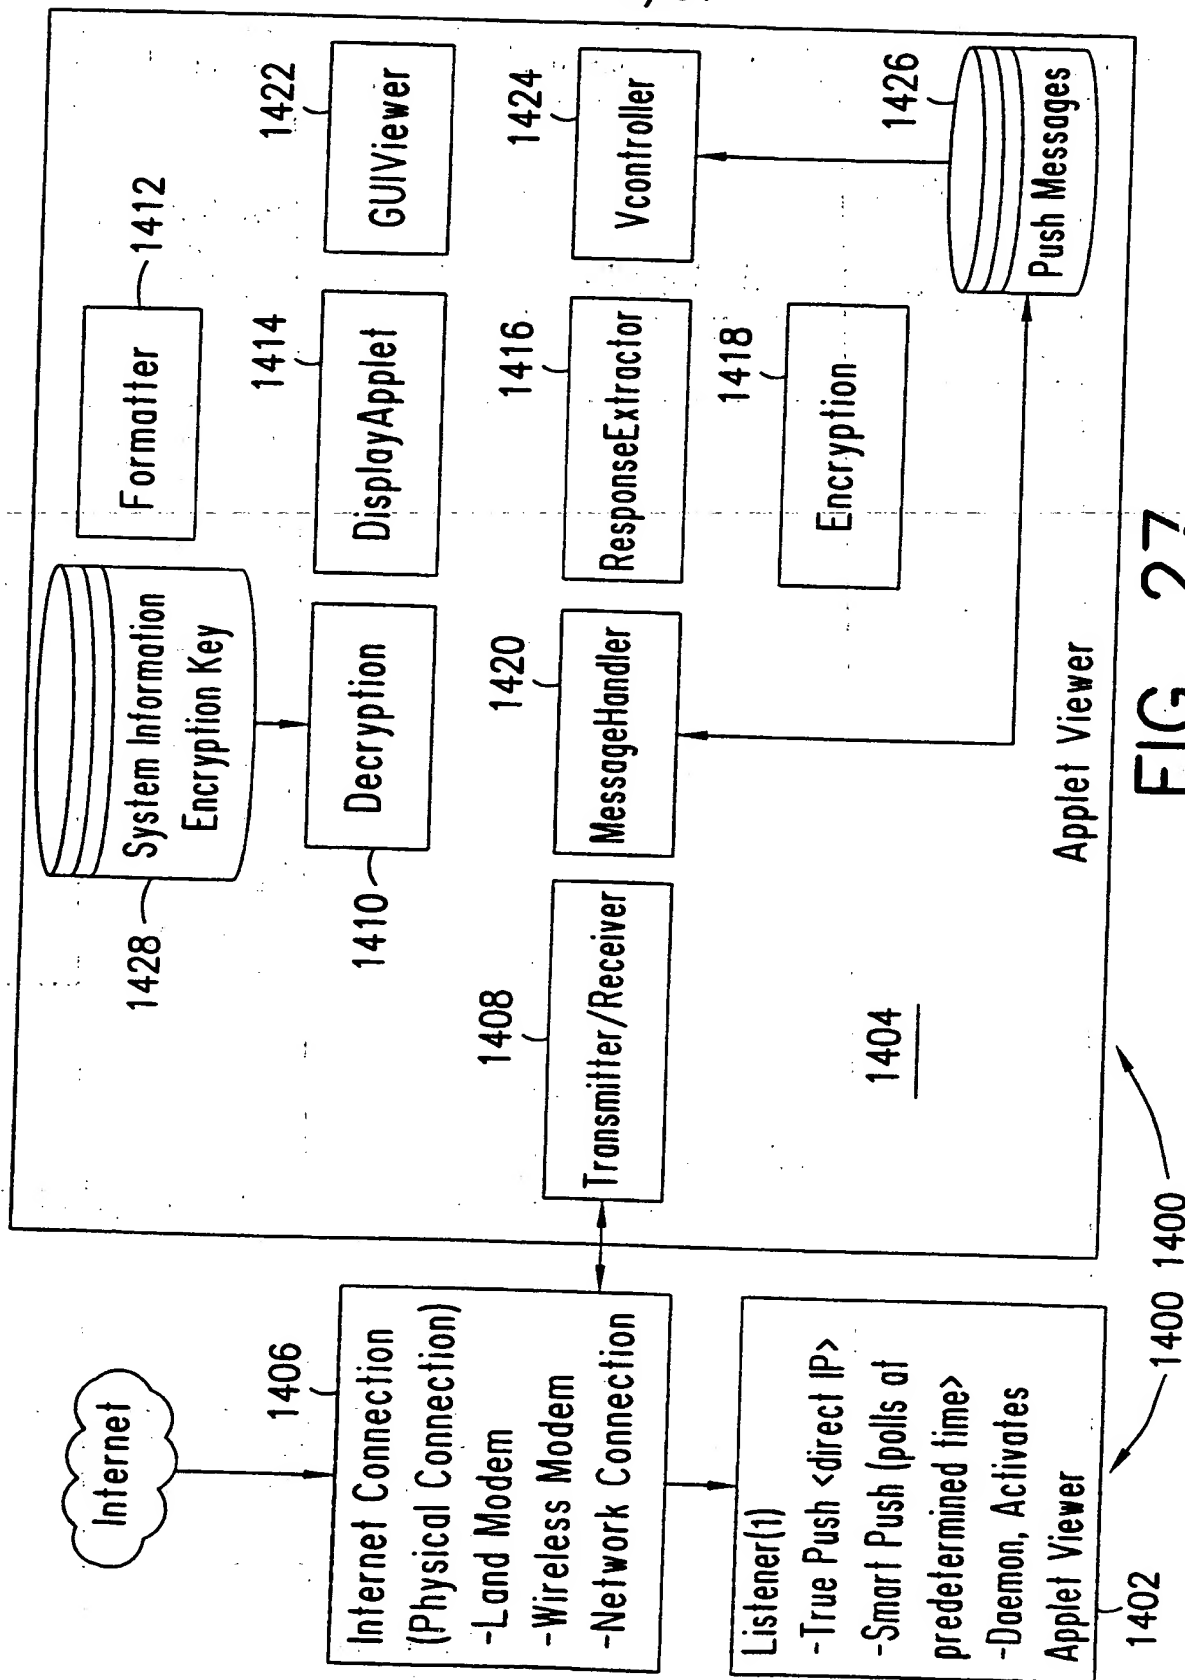 Internet
1406
Internet Connection
(Physical Connection)
-Land Modem
-Wireless Modem
-Network Connection
Listener(1)
-True Push <direct IP>
-Smart Push (polls at
predetermined time>
-Daemon, Activates
Applet Viewer
1402
1400
1400
1428
System Information
Encryption Key
Formatter
1412
1410
Decryption
1414
DisplayApplet
1422
GUIViewer
1408
Transmitter/Receiver
1420
MessageHandler
1416
ResponseExtractor
1424
Vcontroller
1418
Encryption
1404
1426
Push Messages
Applet Viewer
FIG. 27